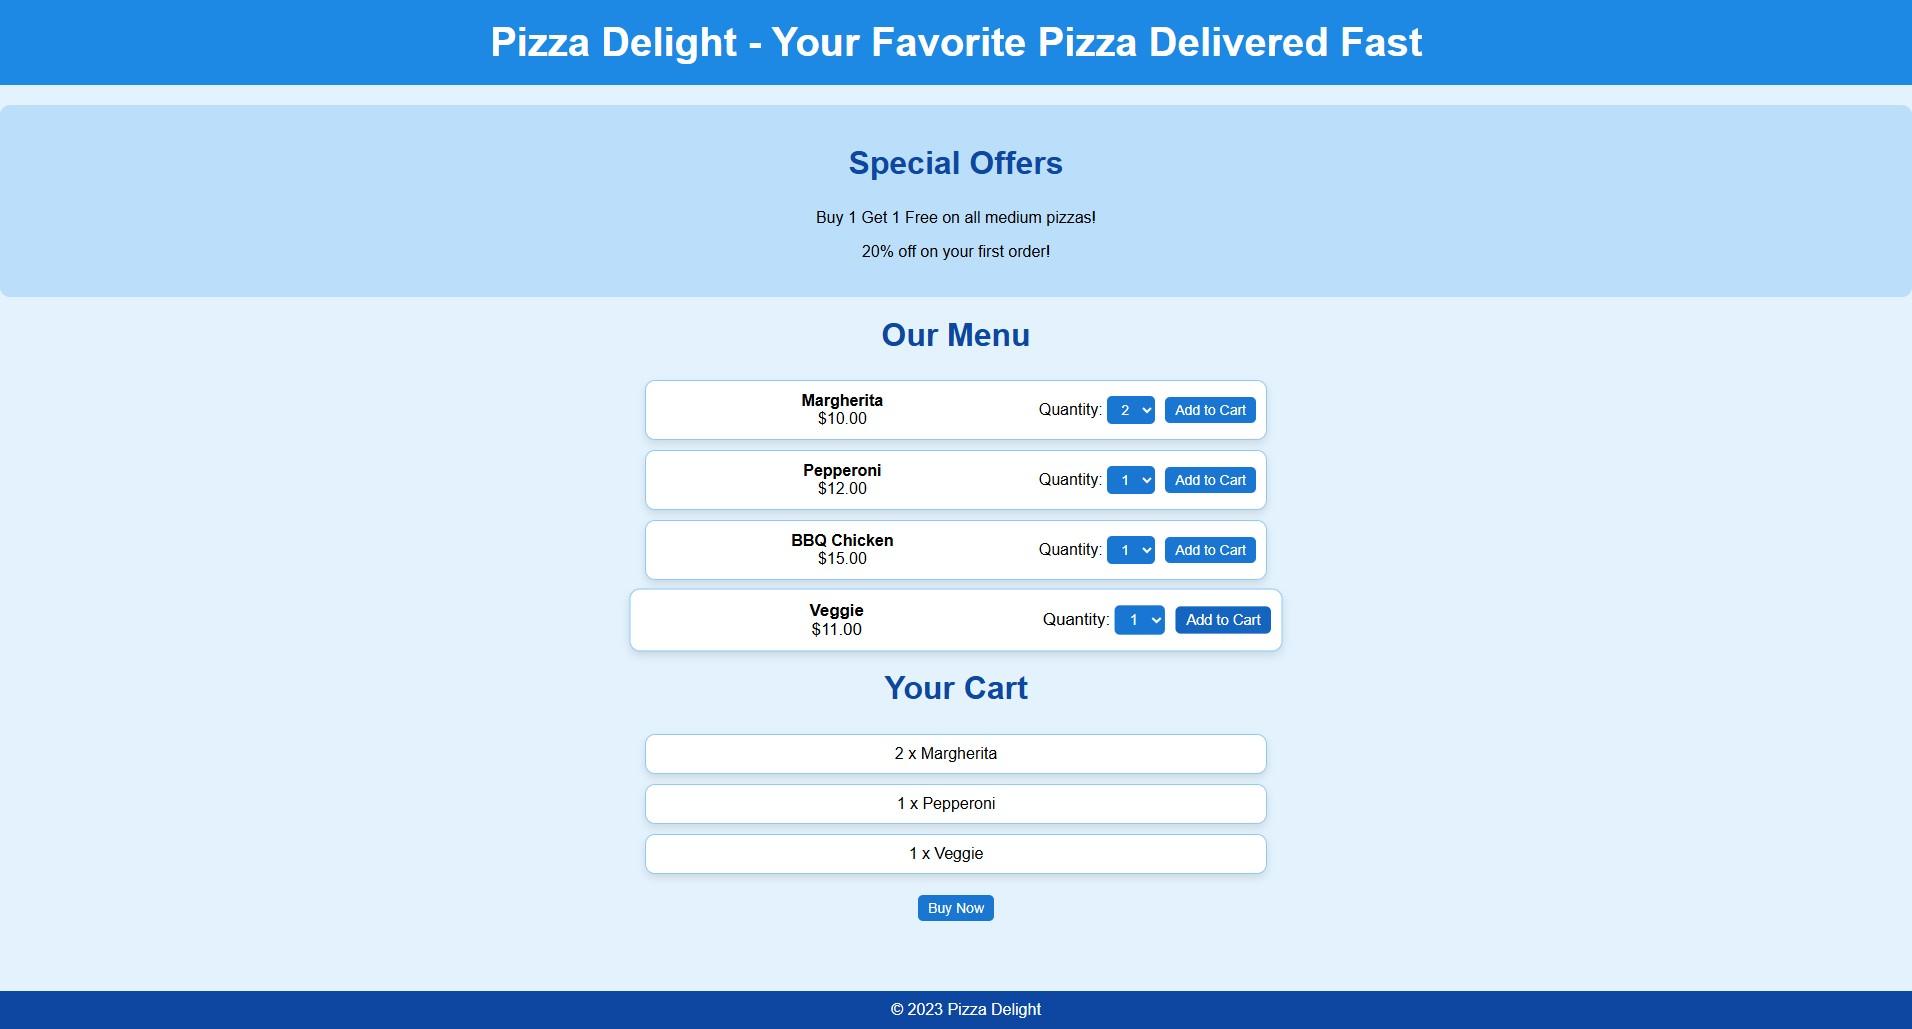 Pizza Delight - Your Favorite Pizza Delivered Fast
Special Offers
Buy 1 Get 1 Free on all medium pizzas!
20% off on your first order!
Our Menu
Margherita
$10.00
Quantity: 2 Add to Cart
Pepperoni
$12.00
Quantity: 1 Add to Cart
BBQ Chicken
$15.00
Quantity: 1 Add to Cart
Veggie
$11.00
Quantity: 1 Add to Cart
Your Cart
2 x Margherita
1 x Pepperoni
1 x Veggie
Buy Now
© 2023 Pizza Delight